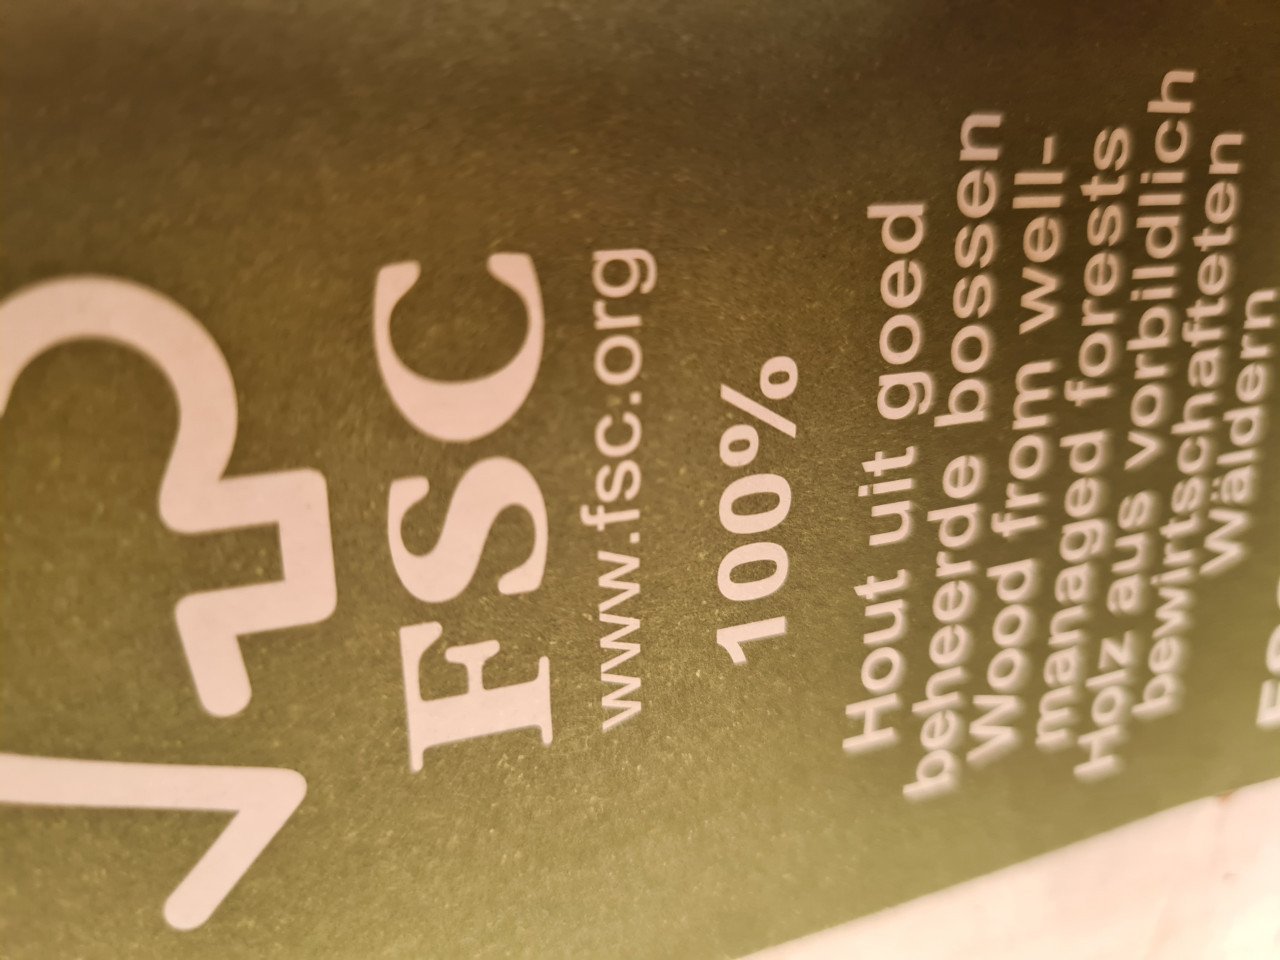 FSC
www.fsc.org
100%
Hout uit goed
beheerde bossen
Wood from well-
managed forests
Holz aus vorbildlich
bewirtschafteten
Wäldern